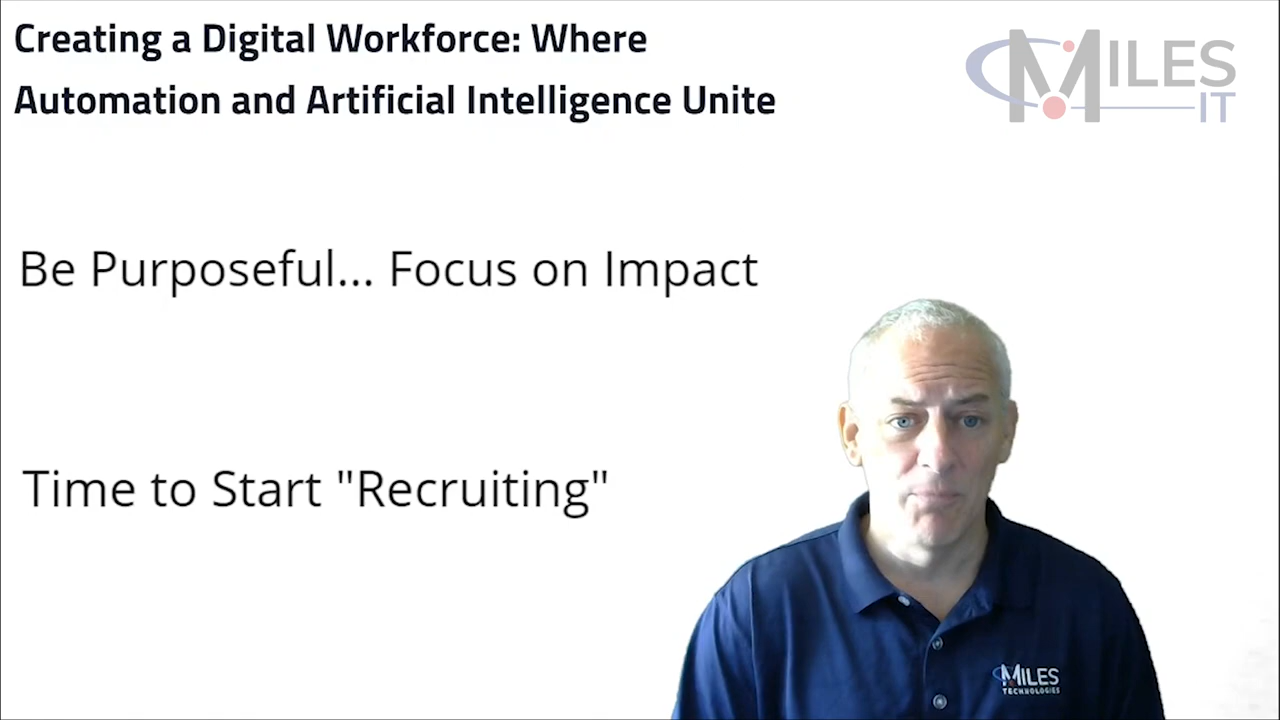 Creating a Digital Workforce: Where
Automation and Artificial Intelligence Unite
MILES
IT
Be Purposeful... Focus on Impact
Time to Start "Recruiting"
MILES
TECHNOLOGIES